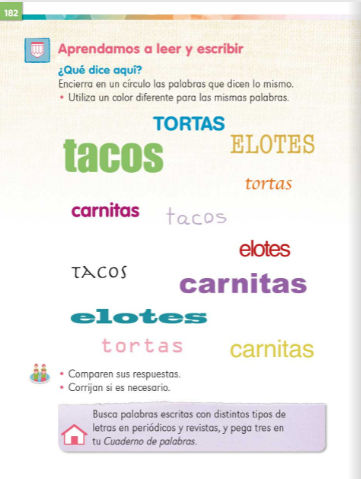 182
Aprendamos a leer y escribir
¿Qué dice aquí?
Encierra en un círculo las palabras que dicen lo mismo.
• Utiliza un color diferente para las mismas palabras.
TORTAS
tacos ELOTES
tortas
carnitas tacos
elotes
TACOS
carnitas
elotes
tortas carnitas
• Comparen sus respuestas.
• Corrijan si es necesario.
Busca palabras escritas con distintos tipos de
letras en periódicos y revistas, y pega tres en
tu Cuaderno de palabras.